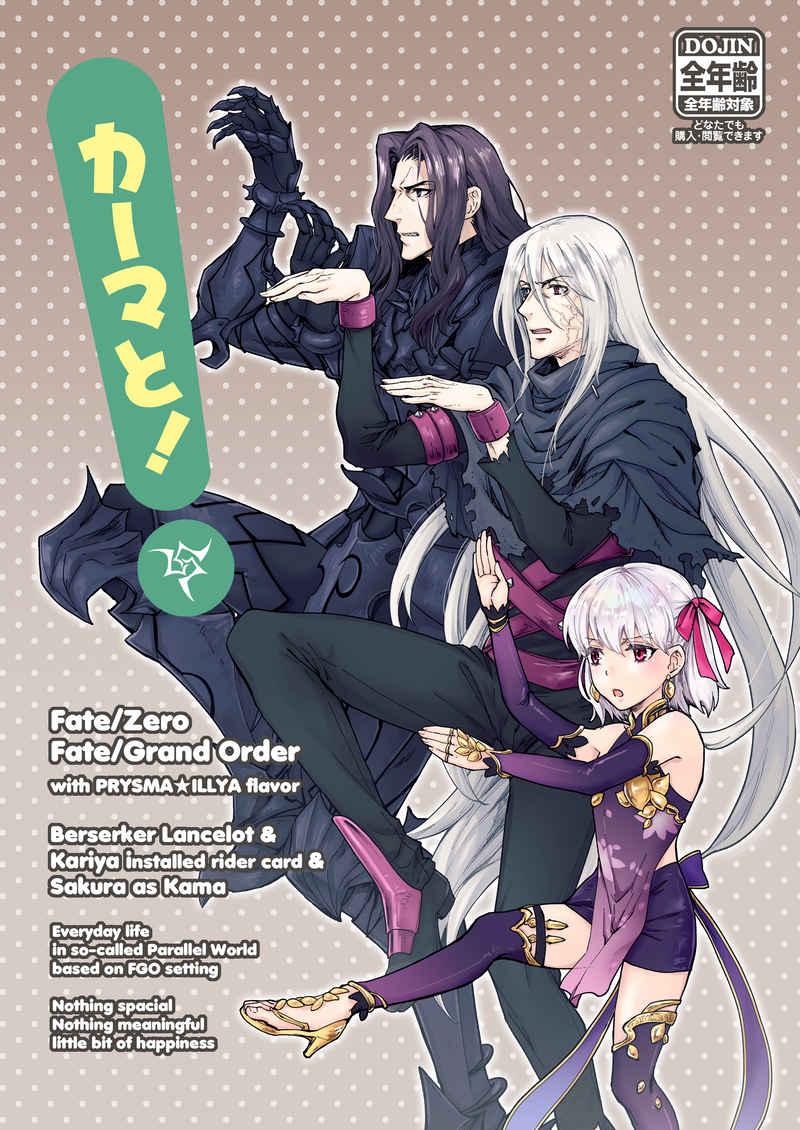 カーマと!
DOJIN
全年齢
全年齢対象
どなたでも
購入・閲覧できます
Fate/Zero
Fate/Grand Order
with PRYSMA★ILLYA flavor
Berserker Lancelot &
Kariya installed rider card &
Sakura as Kama
Everyday life
in so-called Parallel World
based on FGO setting
Nothing spacial
Nothing meaningful
little bit of happiness